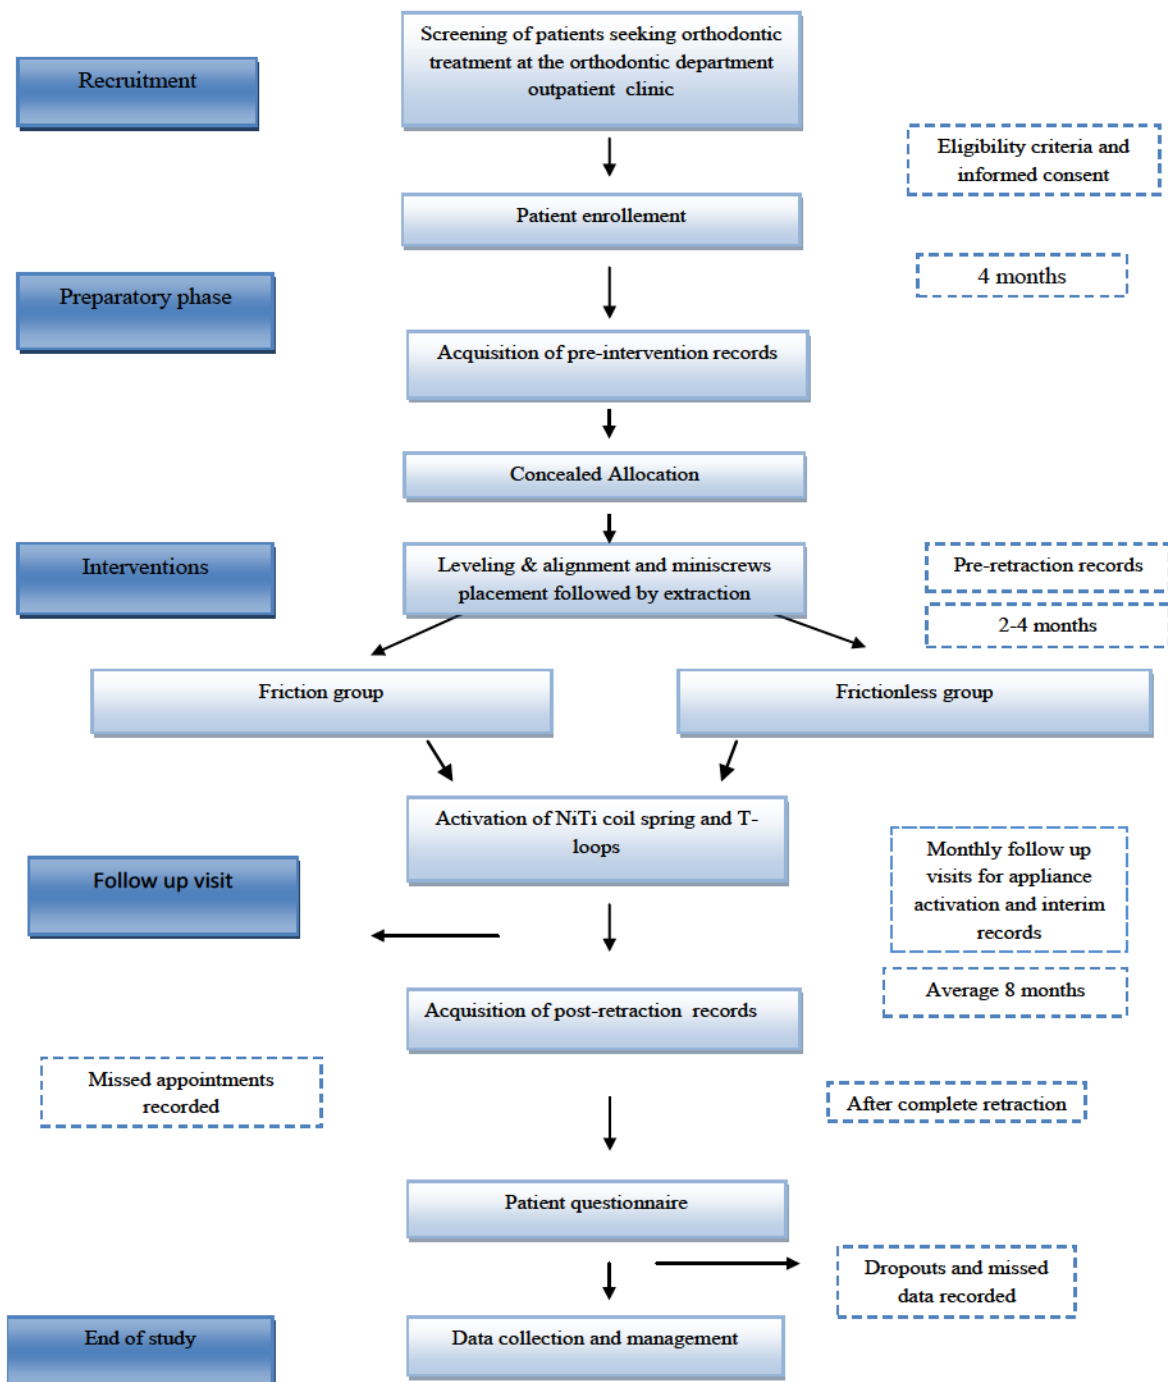 Screening of patients seeking orthodontic
treatment at the orthodontic department
outpatient clinic
Recruitment
Eligibility criteria and
informed consent
Patient enrollement
4 months
Preparatory phase
Acquisition of pre-intervention records
Concealed Allocation
Interventions
Leveling & alignment and miniscrews
placement followed by extraction
Pre-retraction records
2-4 months
Friction group
Frictionless group
Activation of NiTi coil spring and T-
loops
Monthly follow up
visits for appliance
activation and interim
records
Follow up visit
Average 8 months
Acquisition of post-retraction records
Missed appointments
recorded
After complete retraction
Patient questionnaire
Dropouts and missed
data recorded
End of study
Data collection and management